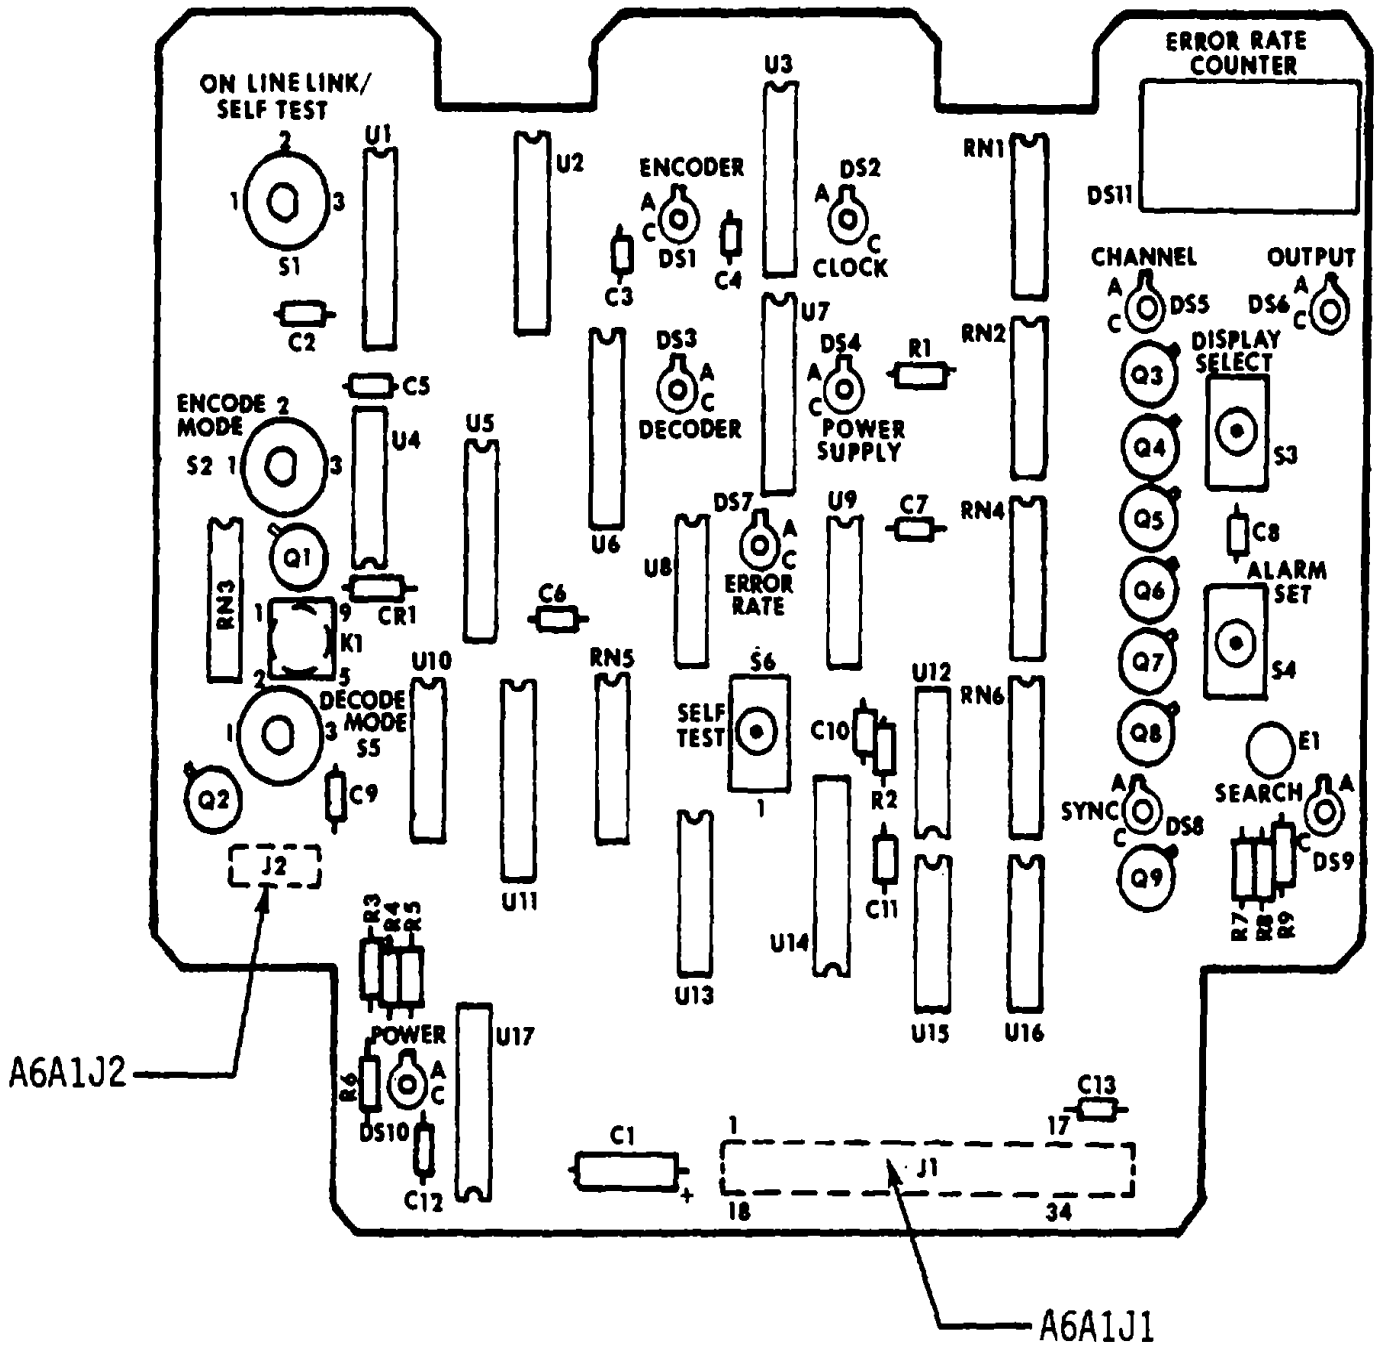 ERROR RATE
COUNTER
DS11
ON LINE LINK/
SELF TEST
2
1
3
S1
U1
U2
U3
ENCODER
A
C
DS1
C3
C4
DS2
A
C
CLOCK
RN1
C2
CHANNEL
A
C
DS5
OUTPUT
A
C
DS6
U7
RN2
DISPLAY
SELECT
C5
DS3
A
C
DECODER
DS4
A
C
POWER
SUPPLY
R1
Q3
ENCODE
MODE
2
S2
1
3
U4
U5
Q4
S3
U6
DS7
A
C
ERROR
RATE
U9
C7
RN4
Q5
C8
Q1
U8
RN3
CR1
C6
Q6
ALARM
SET
1
9
K1
5
Q7
S4
2
DECODE
MODE
S5
1
3
U10
RN5
S6
SELF
TEST
1
U12
RN6
C10
R2
Q8
E1
Q2
C9
SEARCH
SYNC
A
C
DS8
A
C
DS9
J2
U11
C11
Q9
R3
R4
R5
U14
R7
R8
R9
U13
U15
U16
POWER
A
C
DS10
R6
U17
A6A1J2
C13
C12
C1
+
1
17
J1
18
34
A6A1J1